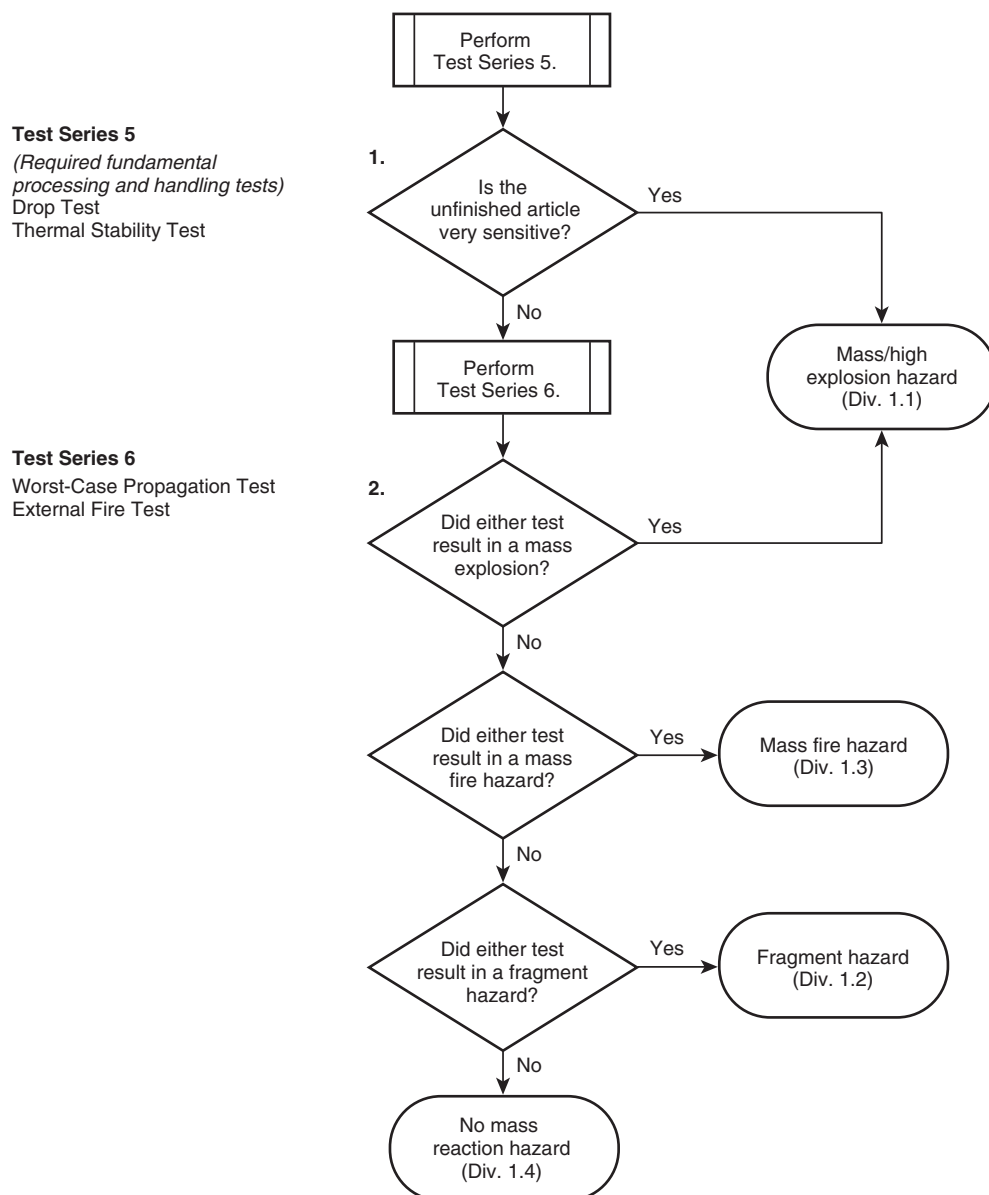 Perform
Test Series 5.
Test Series 5
(Required fundamental
processing and handling tests)
Drop Test
Thermal Stability Test
1.
Is the
unfinished article
very sensitive?
Yes
No
Mass/high
explosion hazard
(Div. 1.1)
Perform
Test Series 6.
Test Series 6
Worst-Case Propagation Test
External Fire Test
2.
Did either test
result in a mass
explosion?
Yes
No
Did either test
result in a mass
fire hazard?
Yes
Mass fire hazard
(Div. 1.3)
No
Did either test
result in a fragment
hazard?
Yes
Fragment hazard
(Div. 1.2)
No
No mass
reaction hazard
(Div. 1.4)